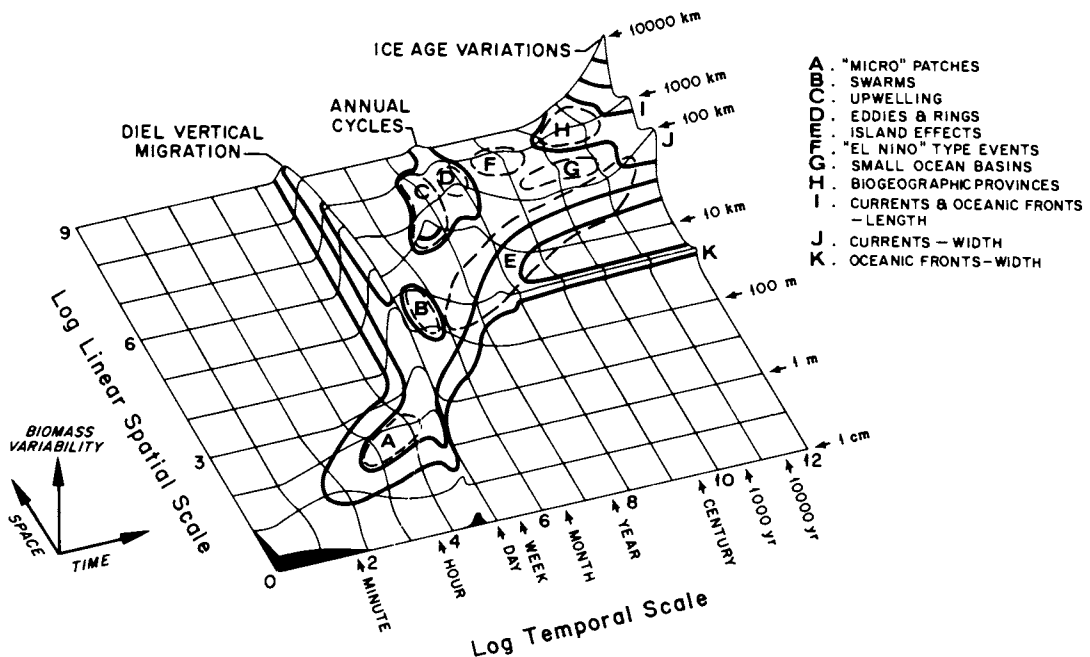 ICE AGE VARIATIONS
10000 km
1000 km
100 km
10 km
100 m
1 m
1 cm
ANNUAL
CYCLES
DIEL VERTICAL
MIGRATION
A . "MICRO" PATCHES
B . SWARMS
C . UPWELLING
D . EDDIES & RINGS
E . ISLAND EFFECTS
F . "EL NINO" TYPE EVENTS
G . SMALL OCEAN BASINS
H . BIOGEOGRAPHIC PROVINCES
I . CURRENTS & OCEANIC FRONTS
-LENGTH
J . CURRENTS - WIDTH
K . OCEANIC FRONTS-WIDTH
I
H
J
F
G
D
C
E
K
B
A
9
6
3
0
Log Linear Spatial Scale
BIOMASS
VARIABILITY
SPACE
TIME
2
4
6
8
10
12
MINUTE
HOUR
DAY
WEEK
MONTH
YEAR
CENTURY
1000 yr
10000 yr
Log Temporal Scale